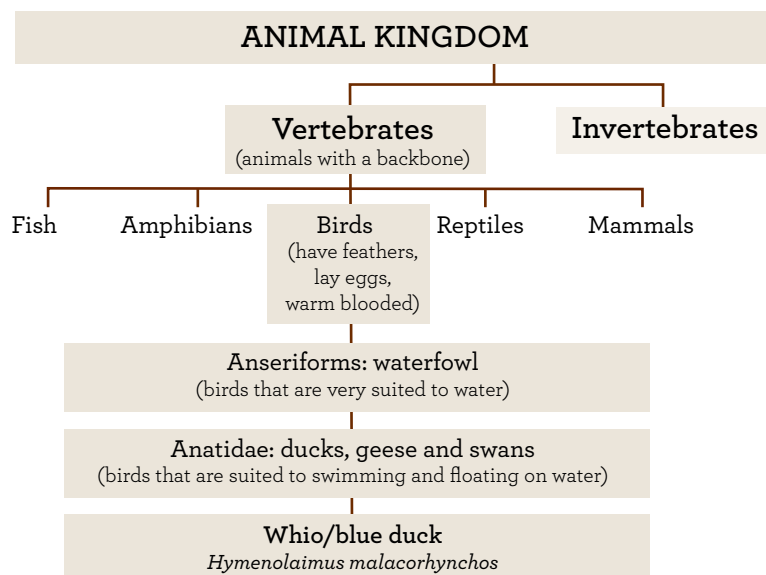 ANIMAL KINGDOM
Vertebrates
(animals with a backbone)
Invertebrates
Fish
Amphibians
Birds
(have feathers,
lay eggs,
warm blooded)
Reptiles
Mammals
Anseriforms: waterfowl
(birds that are very suited to water)
Anatidae: ducks, geese and swans
(birds that are suited to swimming and floating on water)
Whio/blue duck
Hymenolaimus malacorhynchos